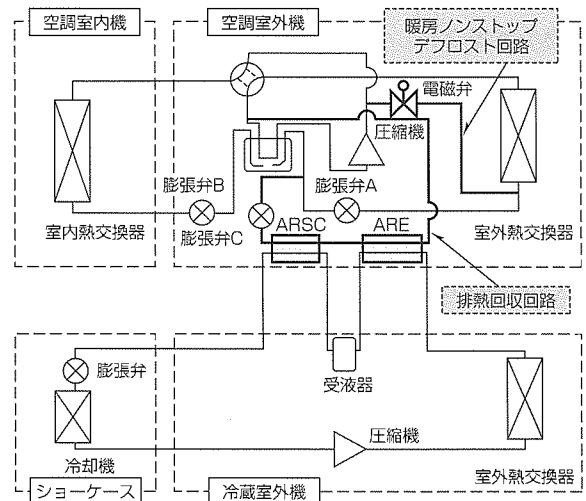 空調室内機
空調室外機
暖房ノンストップ
デフロスト回路
電磁弁
圧縮機
膨張弁B
膨張弁A
室内熱交換器
膨張弁C
ARSC
ARE
室外熱交換器
排熱回収回路
膨張弁
受液器
冷却機
圧縮機
室外熱交換器
ショーケース
冷蔵室外機